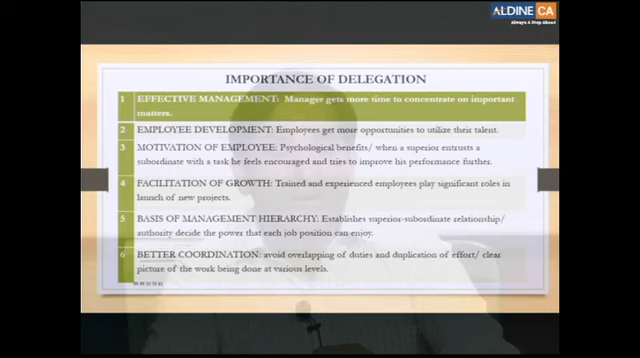 ALDINE CA
Always A Step Ahead
IMPORTANCE OF DELEGATION
1 EFFECTIVE MANAGEMENT: Manager gets more time to concentrate on important
matters.
2 EMPLOYEE DEVELOPMENT: Employees get more opportunities to utilize their talent.
3 MOTIVATION OF EMPLOYEE: Psychological benefits/ when a superior entrusts a
subordinate with a task he feels encouraged and tries to improve his performance further.
4 FACILITATION OF GROWTH: Trained and experienced employees play significant roles in
launch of new projects.
5 BASIS OF MANAGEMENT HIERARCHY: Establishes superior-subordinate relationship/
authority decide the power that each job position can enjoy.
6 BETTER COORDINATION: avoid overlapping of duties and duplication of effort/ clear
picture of the work being done at various levels.